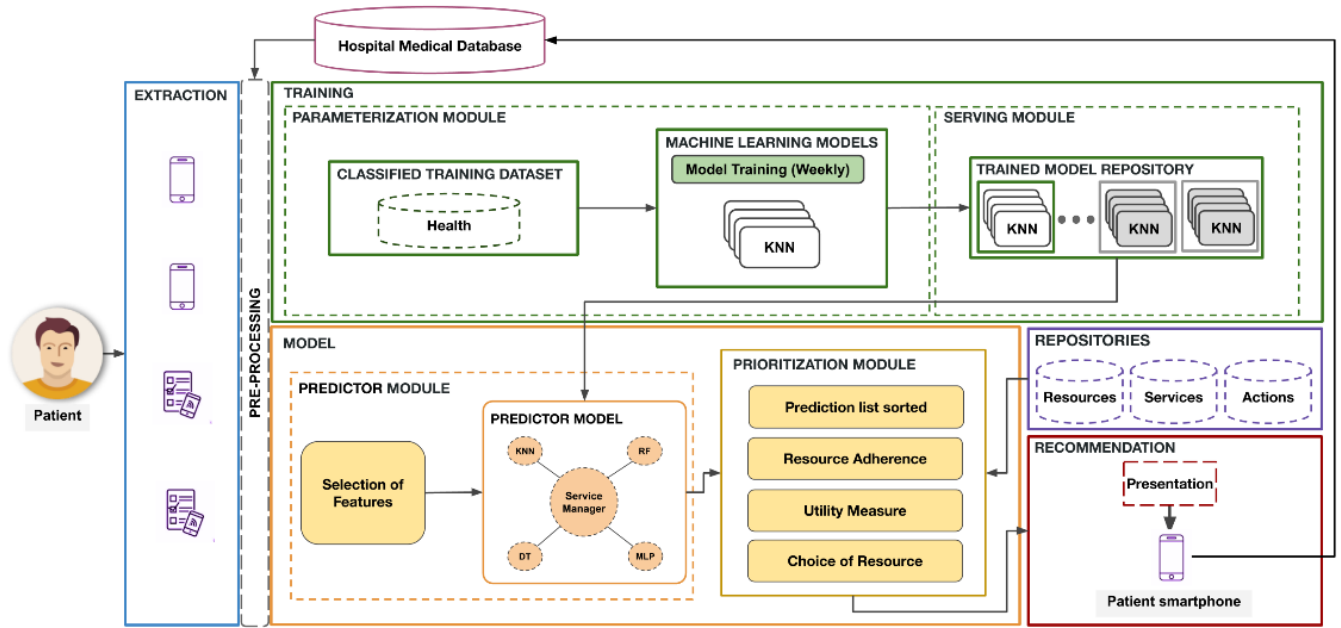 Hospital Medical Database
EXTRACTION
PRE-PROCESSING
Patient
TRAINING
PARAMETERIZATION MODULE
CLASSIFIED TRAINING DATASET
Health
MACHINE LEARNING MODELS
Model Training (Weekly)
KNN
SERVING MODULE
TRAINED MODEL REPOSITORY
KNN
KNN
KNN
MODEL
PREDICTOR MODULE
Selection of
Features
PREDICTOR MODEL
KNN
RF
Service
Manager
DT
MLP
PRIORITIZATION MODULE
Prediction list sorted
Resource Adherence
Utility Measure
Choice of Resource
REPOSITORIES
Resources
Services
Actions
RECOMMENDATION
Presentation
Patient smartphone